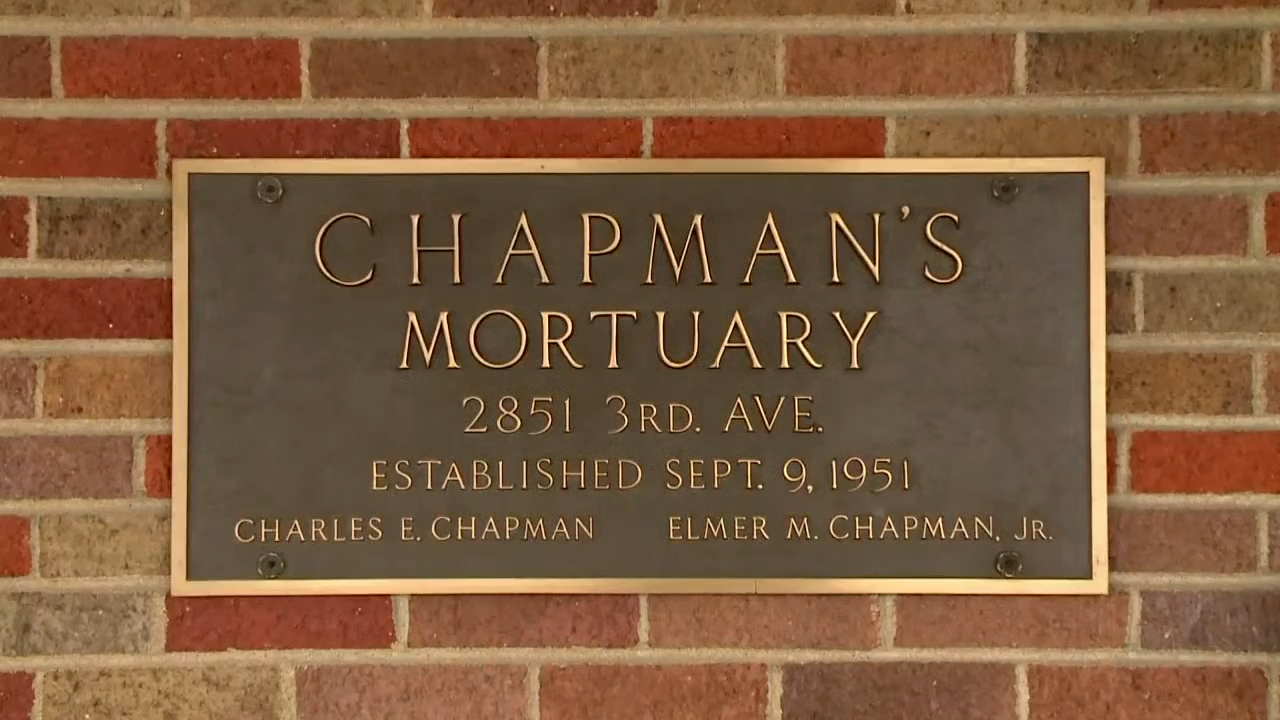 CHAPMAN'S
MORTUARY
2851 3RD. AVE.
ESTABLISHED SEPT. 9, 1951
CHARLES E. CHAPMAN ELMER M. CHAPMAN, JR.